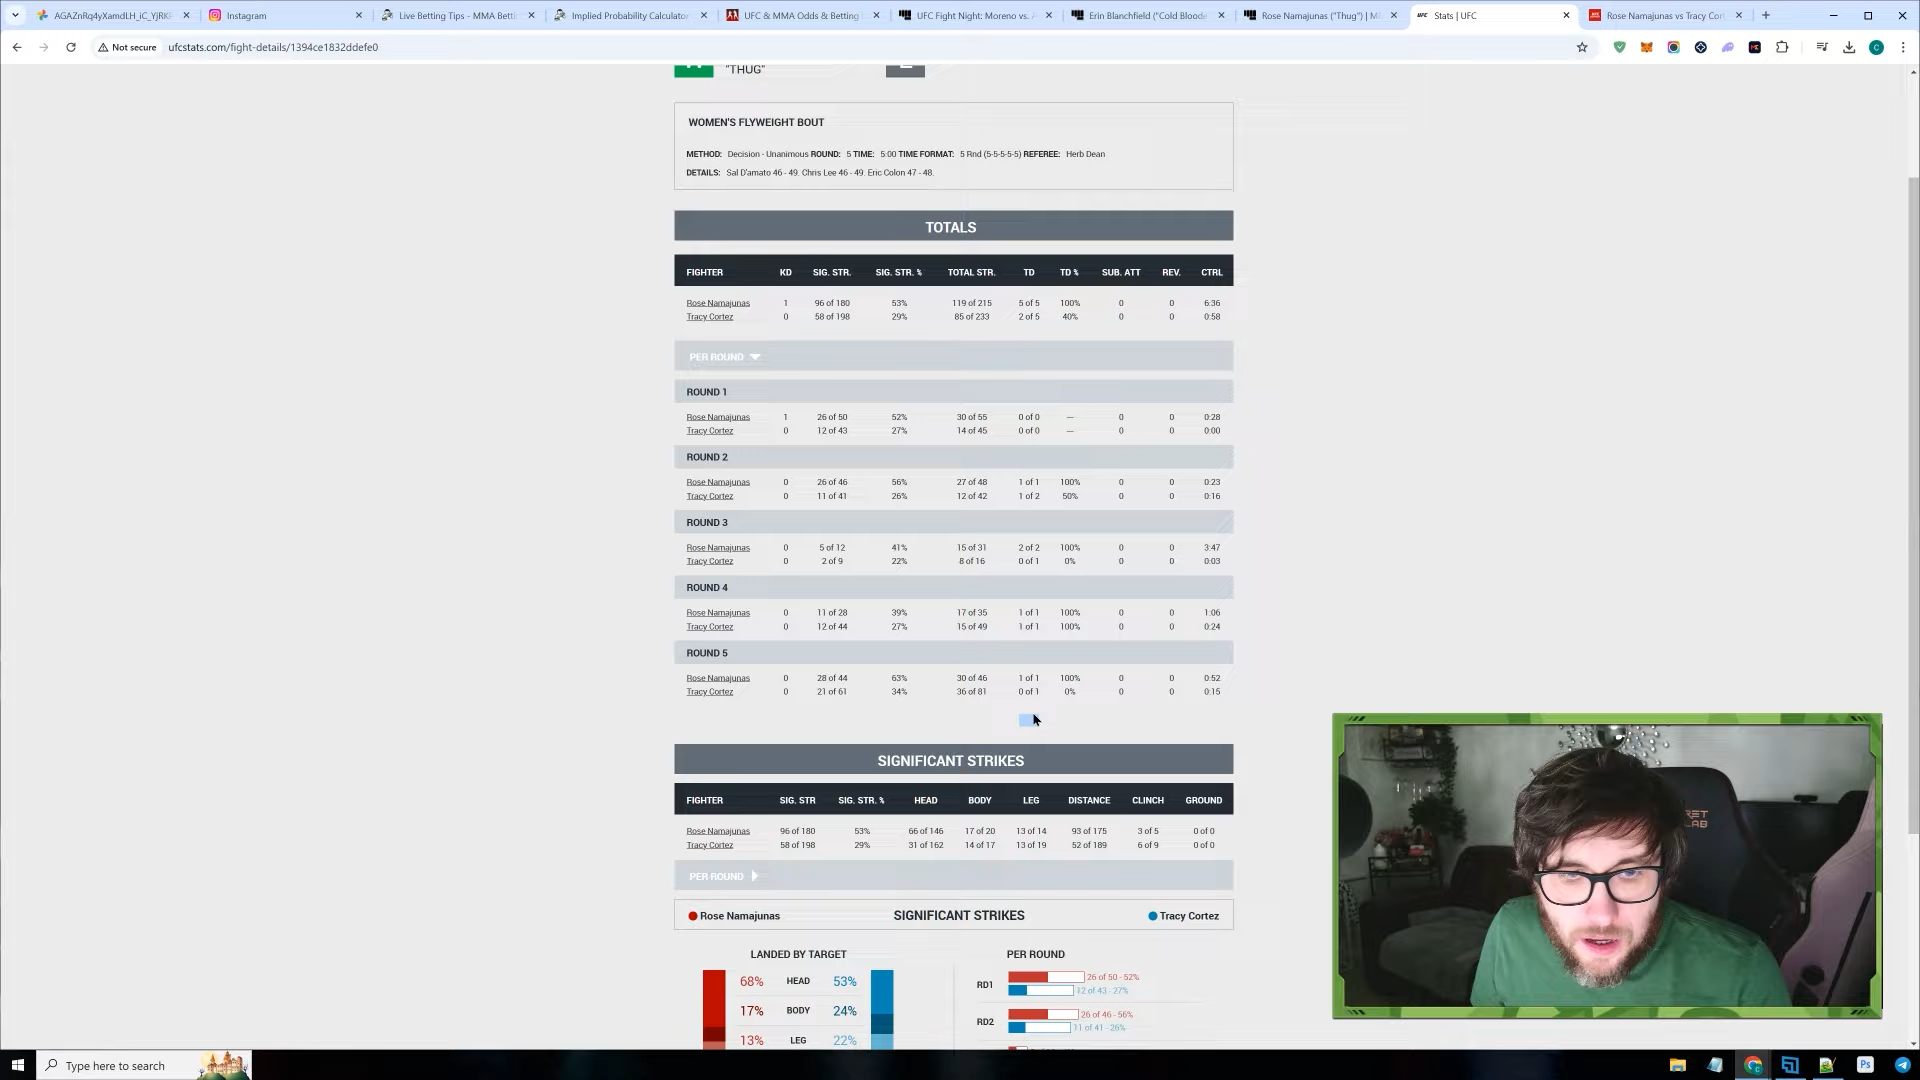 AGAZnRq4yXamdLH_iC_YjRK
Instagram
Live Betting Tips - MMA Betti
Implied Probability Calculator
UFC & MMA Odds & Betting
UFC Fight Night: Moreno vs. A
Erin Blanchfield ("Cold Bloode
Rose Namajunas ("Thug") | M
Stats | UFC
Rose Namajunas vs Tracy Cort
Not secure
ufcstats.com/fight-details/1394ce1832ddefe0
"THUG"
WOMEN'S FLYWEIGHT BOUT
METHOD: Decision - Unanimous ROUND: 5 TIME: 5:00 TIME FORMAT: 5 Rnd (5-5-5-5-5) REFEREE: Herb Dean
DETAILS: Sal D'amato 46 - 49. Chris Lee 46 - 49. Eric Colon 47 - 48.
TOTALS
FIGHTER KD SIG. STR. SIG. STR. % TOTAL STR. TD TD % SUB. ATT REV. CTRL
Rose Namajunas 1 96 of 180 53% 119 of 215 5 of 5 100% 0 0 6:36
Tracy Cortez 0 58 of 198 29% 85 of 233 2 of 5 40% 0 0 0:58
PER ROUND
ROUND 1
Rose Namajunas 1 26 of 50 52% 30 of 55 0 of 0 --- 0 0 0:28
Tracy Cortez 0 12 of 43 27% 14 of 45 0 of 0 --- 0 0 0:00
ROUND 2
Rose Namajunas 0 26 of 46 56% 27 of 48 1 of 1 100% 0 0 0:23
Tracy Cortez 0 11 of 41 26% 12 of 42 1 of 2 50% 0 0 0:16
ROUND 3
Rose Namajunas 0 5 of 12 41% 15 of 31 2 of 2 100% 0 0 3:47
Tracy Cortez 0 2 of 9 22% 8 of 16 0 of 1 0% 0 0 0:03
ROUND 4
Rose Namajunas 0 11 of 28 39% 17 of 35 1 of 1 100% 0 0 1:06
Tracy Cortez 0 12 of 44 27% 15 of 49 1 of 1 100% 0 0 0:24
ROUND 5
Rose Namajunas 0 28 of 44 63% 30 of 46 1 of 1 100% 0 0 0:52
Tracy Cortez 0 21 of 61 34% 36 of 81 0 of 1 0% 0 0 0:15
SIGNIFICANT STRIKES
FIGHTER SIG. STR SIG. STR. % HEAD BODY LEG DISTANCE CLINCH GROUND
Rose Namajunas 96 of 180 53% 66 of 146 17 of 20 13 of 14 93 of 175 3 of 5 0 of 0
Tracy Cortez 58 of 198 29% 31 of 162 14 of 17 13 of 19 52 of 189 6 of 9 0 of 0
PER ROUND
Rose Namajunas SIGNIFICANT STRIKES Tracy Cortez
LANDED BY TARGET PER ROUND
68% HEAD 53%
17% BODY 24%
13% LEG 22%
RD1 26 of 50 - 52%
12 of 43 - 27%
RD2 26 of 46 - 56%
11 of 41 - 26%
Type here to search